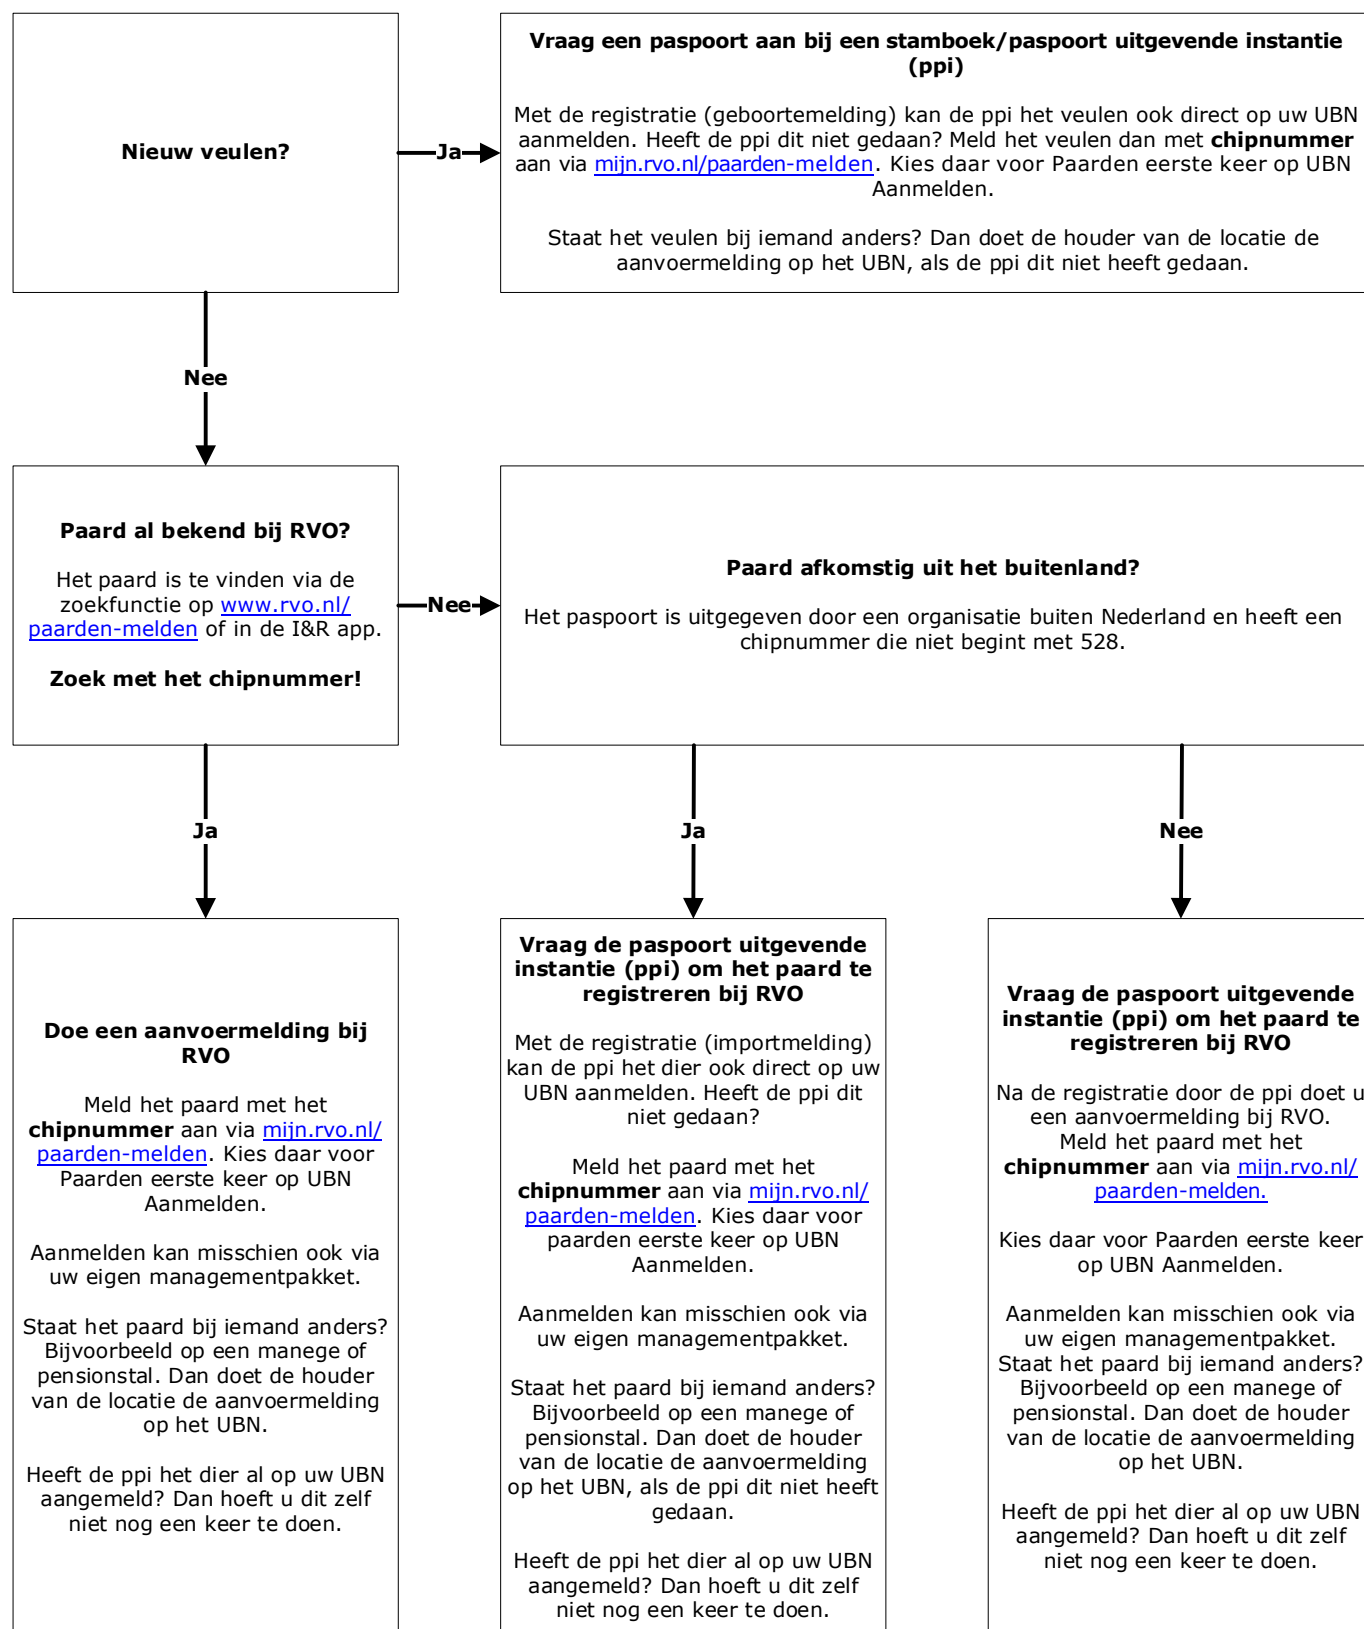 Nieuw veulen?
Ja
Vraag een paspoort aan bij een stamboek/paspoort uitgevende instantie
(ppi)
Met de registratie (geboortemelding) kan de ppi het veulen ook direct op uw UBN
aanmelden. Heeft de ppi dit niet gedaan? Meld het veulen dan met chipnummer
aan via mijn.rvo.nl/paarden-melden. Kies daar voor Paarden eerste keer op UBN
Aanmelden.
Staat het veulen bij iemand anders? Dan doet de houder van de locatie de
aanvoermelding op het UBN, als de ppi dit niet heeft gedaan.
Nee
Paard al bekend bij RVO?
Het paard is te vinden via de
zoekfunctie op www.rvo.nl/
paarden-melden of in de I&R app.
Zoek met het chipnummer!
Nee
Paard afkomstig uit het buitenland?
Het paspoort is uitgegeven door een organisatie buiten Nederland en heeft een
chipnummer die niet begint met 528.
Ja
Ja
Nee
Doe een aanvoermelding bij
RVO
Meld het paard met het
chipnummer aan via mijn.rvo.nl/
paarden-melden. Kies daar voor
Paarden eerste keer op UBN
Aanmelden.
Aanmelden kan misschien ook via
uw eigen managementpakket.
Staat het paard bij iemand anders?
Bijvoorbeeld op een manege of
pensionstal. Dan doet de houder
van de locatie de aanvoermelding
op het UBN.
Heeft de ppi het dier al op uw UBN
aangemeld? Dan hoeft u dit zelf
niet nog een keer te doen.
Vraag de paspoort uitgevende
instantie (ppi) om het paard te
registreren bij RVO
Met de registratie (importmelding)
kan de ppi het dier ook direct op uw
UBN aanmelden. Heeft de ppi dit
niet gedaan?
Meld het paard met het
chipnummer aan via mijn.rvo.nl/
paarden-melden. Kies daar voor
paarden eerste keer op UBN
Aanmelden.
Aanmelden kan misschien ook via
uw eigen managementpakket.
Staat het paard bij iemand anders?
Bijvoorbeeld op een manege of
pensionstal. Dan doet de houder
van de locatie de aanvoermelding
op het UBN, als de ppi dit niet heeft
gedaan.
Heeft de ppi het dier al op uw UBN
aangemeld? Dan hoeft u dit zelf
niet nog een keer te doen.
Vraag de paspoort uitgevende
instantie (ppi) om het paard te
registreren bij RVO
Na de registratie door de ppi doet u
een aanvoermelding bij RVO.
Meld het paard met het
chipnummer aan via mijn.rvo.nl/
paarden-melden.
Kies daar voor Paarden eerste keer
op UBN Aanmelden.
Aanmelden kan misschien ook via
uw eigen managementpakket.
Staat het paard bij iemand anders?
Bijvoorbeeld op een manege of
pensionstal. Dan doet de houder
van de locatie de aanvoermelding
op het UBN.
Heeft de ppi het dier al op uw UBN
aangemeld? Dan hoeft u dit zelf
niet nog een keer te doen.